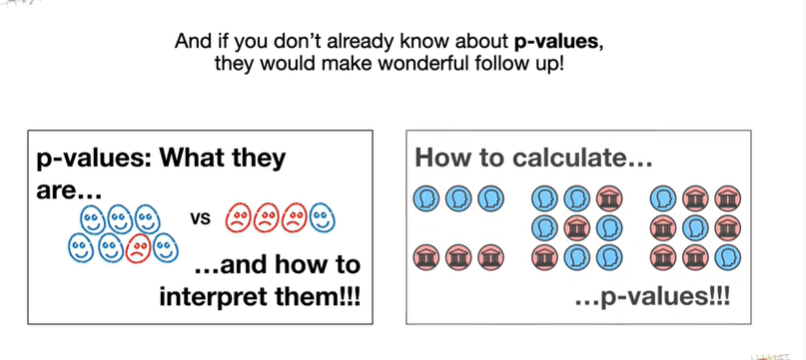 And if you don't already know about p-values,
they would make wonderful follow up!
p-values: What they
are...
vs
...and how to
interpret them!!!
How to calculate...
...p-values!!!